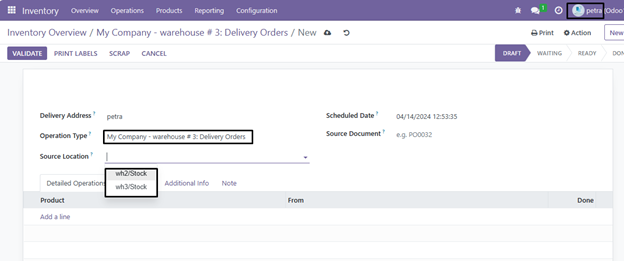 Inventory Overview Operations Products Reporting Configuration 1 petra (Odoo
Inventory Overview / My Company - warehouse # 3: Delivery Orders / New Print Action New
VALIDATE PRINT LABELS SCRAP CANCEL DRAFT WAITING READY DON
Delivery Address ? petra Scheduled Date ? 04/14/2024 12:53:35
Operation Type ? My Company - warehouse # 3: Delivery Orders Source Document ? e.g. PO0032
Source Location ?
wh2/Stock
Detailed Operations wh3/Stock Additional Info Note
Product From Done
Add a line